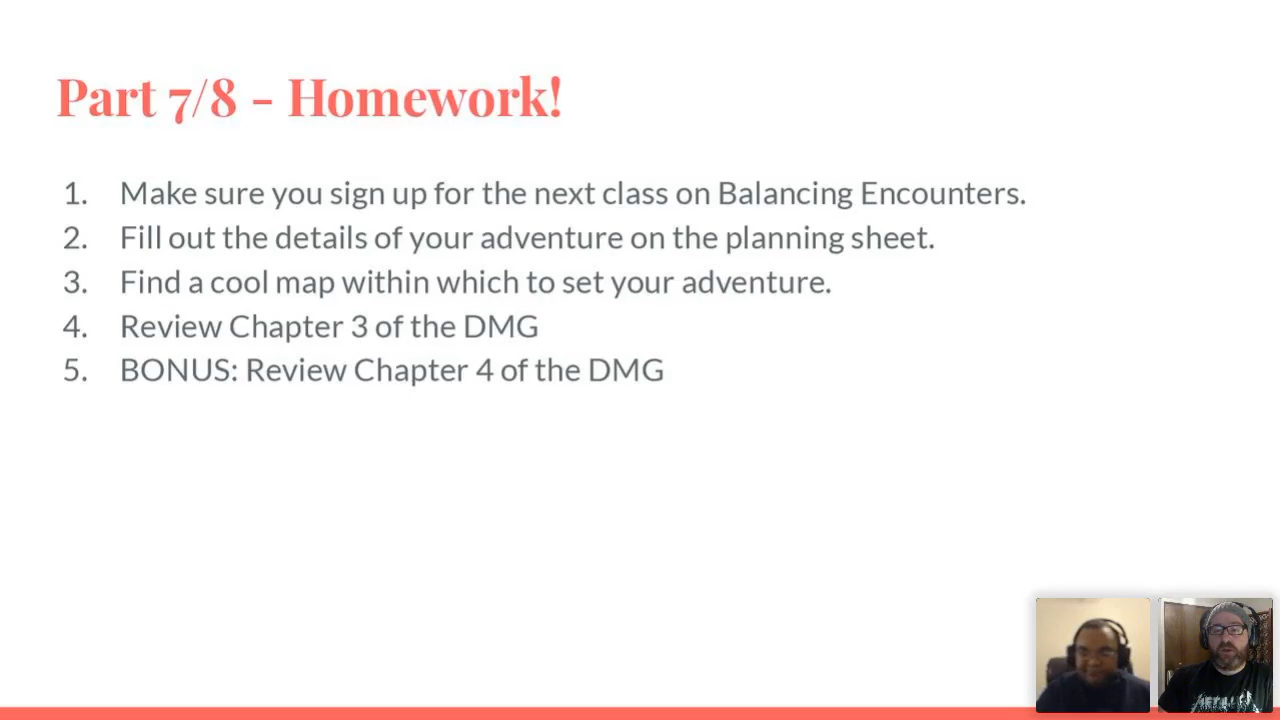 Part 7/8 - Homework!
1. Make sure you sign up for the next class on Balancing Encounters.
2. Fill out the details of your adventure on the planning sheet.
3. Find a cool map within which to set your adventure.
4. Review Chapter 3 of the DMG
5. BONUS: Review Chapter 4 of the DMG